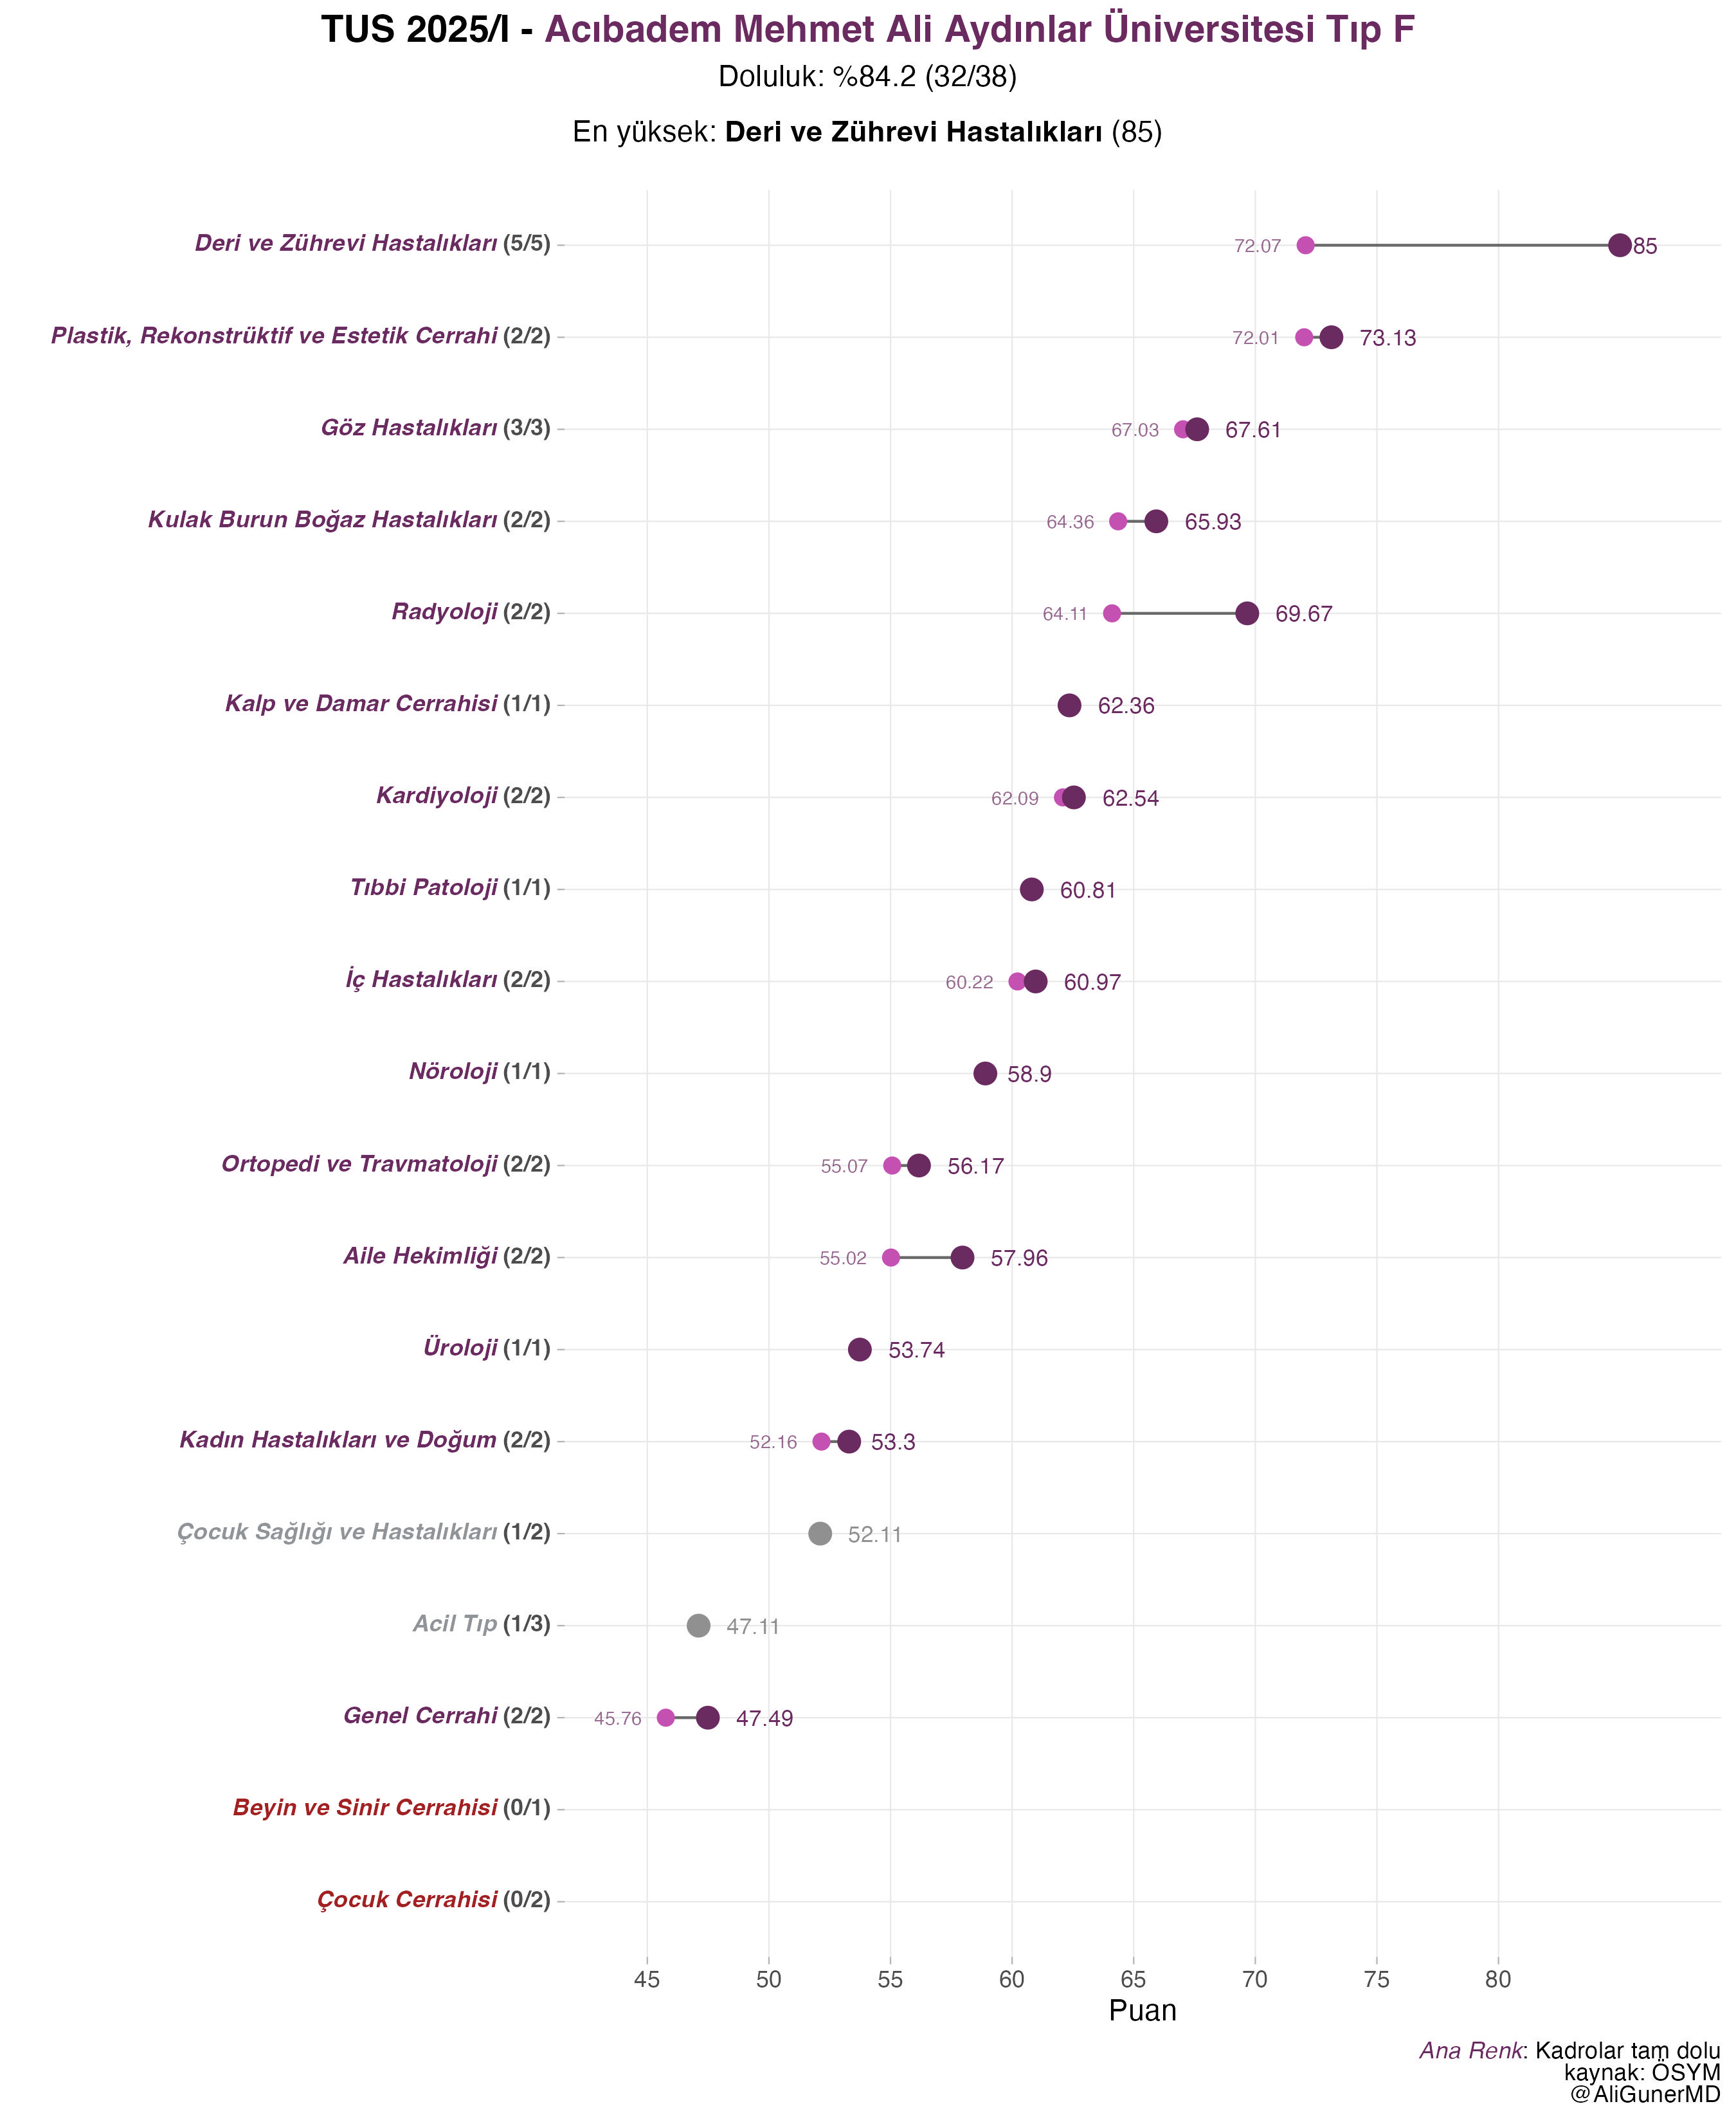 TUS 2025/I - Acıbadem Mehmet Ali Aydınlar Üniversitesi Tıp F
Doluluk: %84.2 (32/38)
En yüksek: Deri ve Zührevi Hastalıkları (85)
Deri ve Zührevi Hastalıkları (5/5) 72.07 85
Plastik, Rekonstrüktif ve Estetik Cerrahi (2/2) 72.01 73.13
Göz Hastalıkları (3/3) 67.03 67.61
Kulak Burun Boğaz Hastalıkları (2/2) 64.36 65.93
Radyoloji (2/2) 64.11 69.67
Kalp ve Damar Cerrahisi (1/1) 62.36
Kardiyoloji (2/2) 62.09 62.54
Tıbbi Patoloji (1/1) 60.81
İç Hastalıkları (2/2) 60.22 60.97
Nöroloji (1/1) 58.9
Ortopedi ve Travmatoloji (2/2) 55.07 56.17
Aile Hekimliği (2/2) 55.02 57.96
Üroloji (1/1) 53.74
Kadın Hastalıkları ve Doğum (2/2) 52.16 53.3
Çocuk Sağlığı ve Hastalıkları (1/2) 52.11
Acil Tıp (1/3) 47.11
Genel Cerrahi (2/2) 45.76 47.49
Beyin ve Sinir Cerrahisi (0/1)
Çocuk Cerrahisi (0/2)
45 50 55 60 65 70 75 80
Puan
Ana Renk: Kadrolar tam dolu
kaynak: ÖSYM
@AliGunerMD